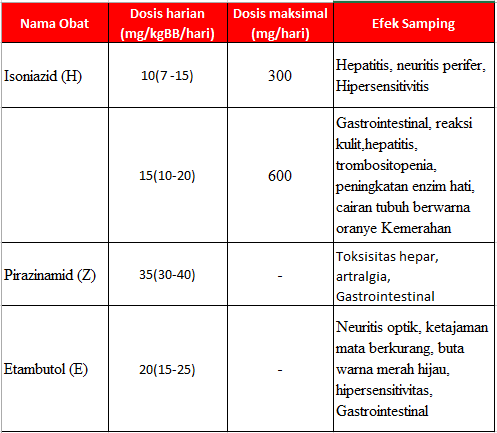 Nama Obat
Dosis harian
(mg/kgBB/hari)
Dosis maksimal
(mg/hari)
Efek Samping
Isoniazid (H)
10(7 -15)
300
Hepatitis, neuritis perifer,
Hipersensitivitis
15(10-20)
600
Gastrointestinal, reaksi
kulit,hepatitis,
trombositopenia,
peningkatan enzim hati,
cairan tubuh berwarna
oranye Kemerahan
Pirazinamid (Z)
35(30-40)
-
Toksisitas hepar,
artralgia,
Gastrointestinal
Etambutol (E)
20(15-25)
-
Neuritis optik, ketajaman
mata berkurang, buta
warna merah hijau,
hipersensitivitas,
Gastrointestinal